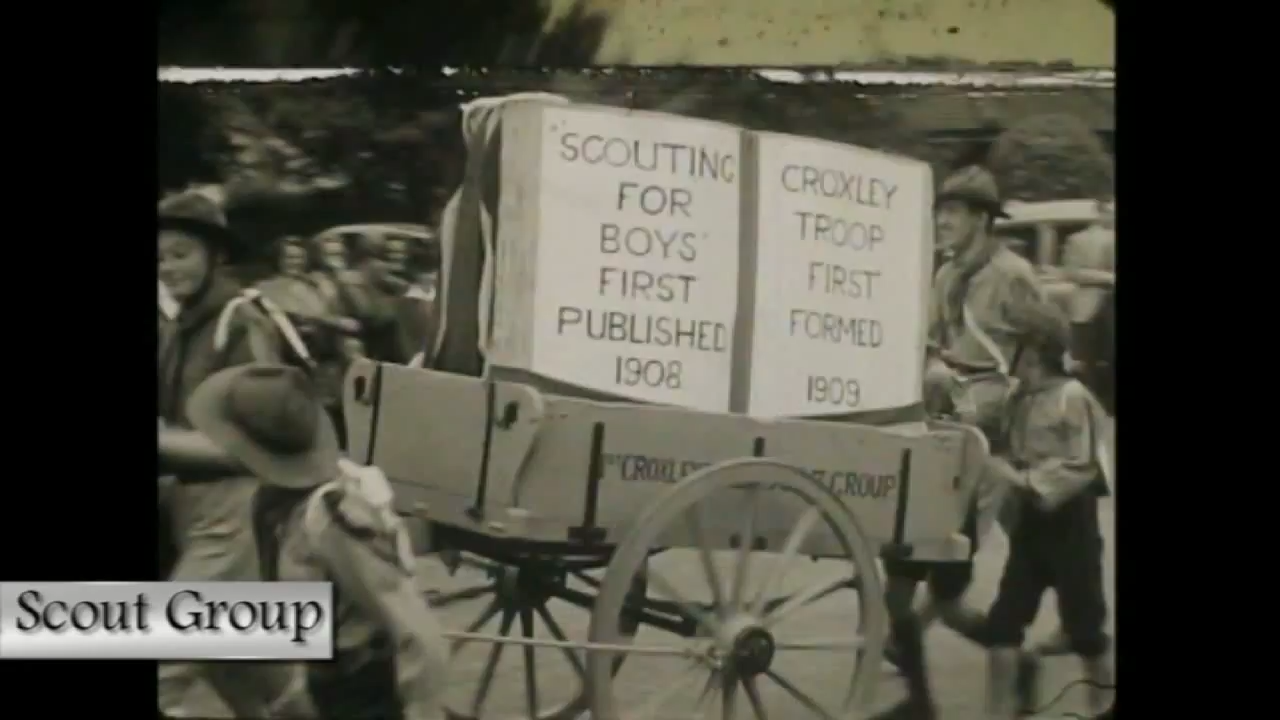 "SCOUTING
FOR
BOYS"
FIRST
PUBLISHED
1908
CROXLEY
TROOP
FIRST
FORMED
1909
GROUP
Scout Group